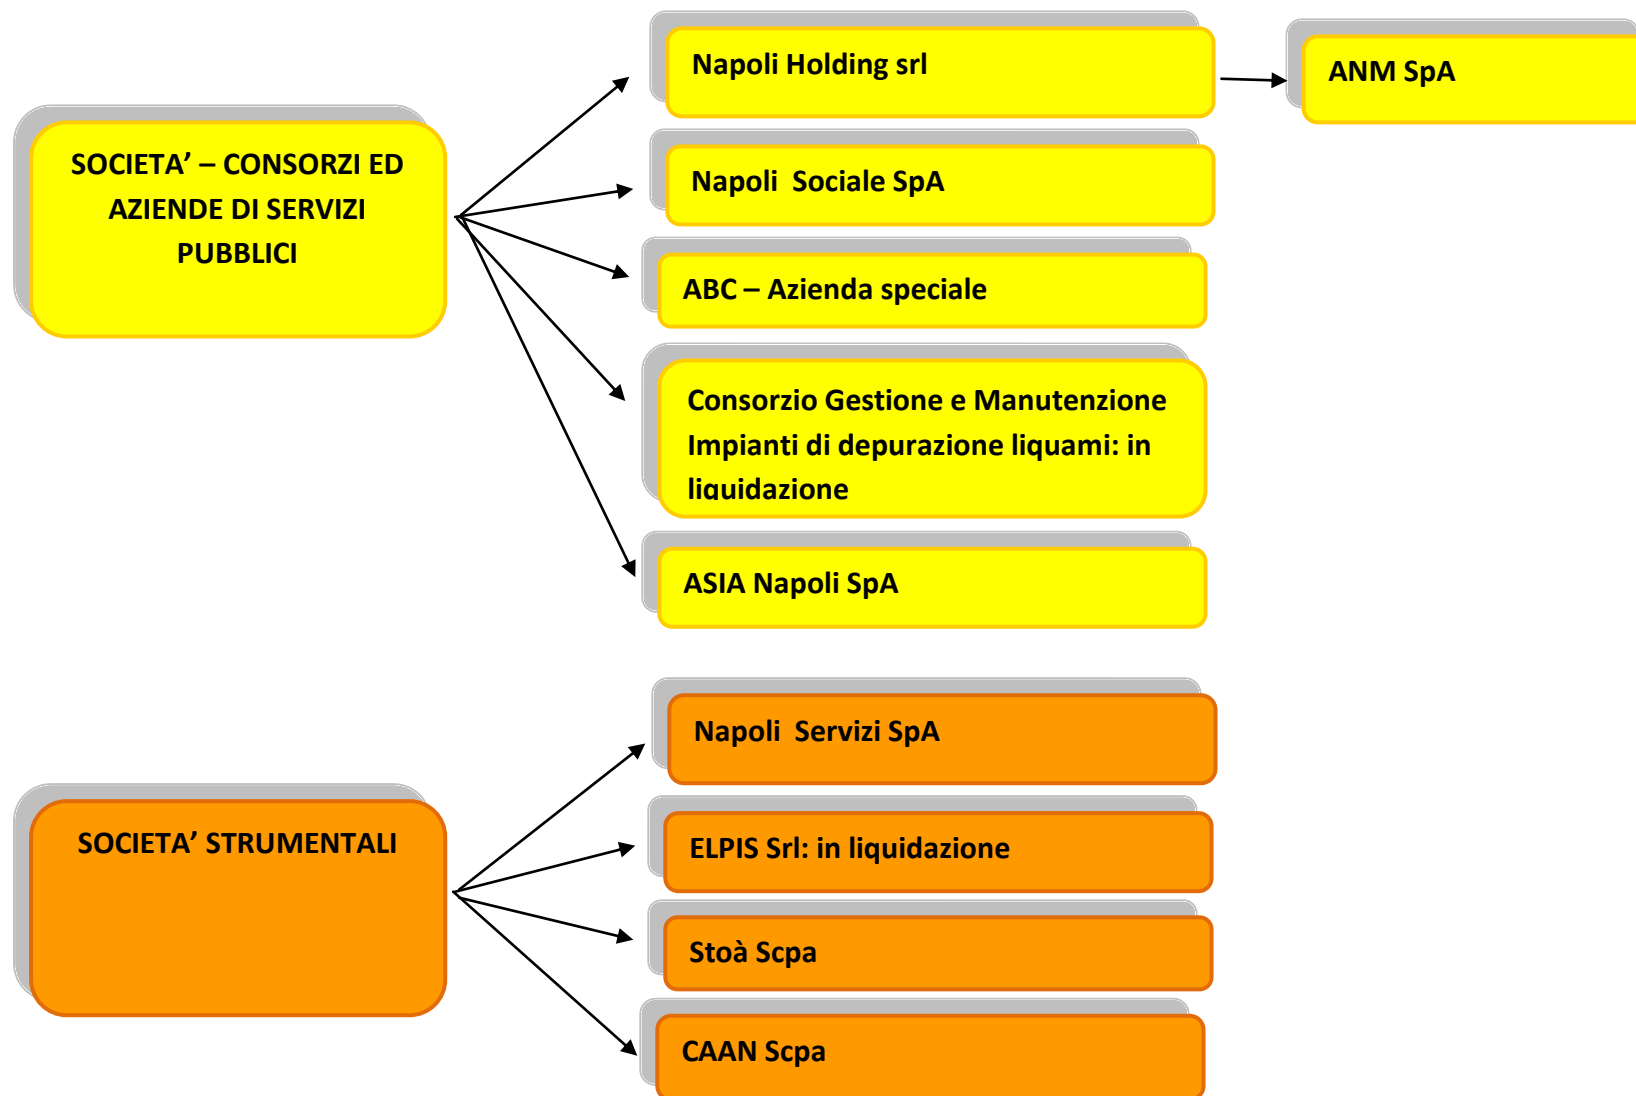 Napoli Holding srl
ANM SpA
SOCIETA’ – CONSORZI ED
AZIENDE DI SERVIZI
PUBBLICI
Napoli  Sociale SpA
ABC – Azienda speciale
Consorzio Gestione e Manutenzione
Impianti di depurazione liquami: in
liquidazione
ASIA Napoli SpA
Napoli  Servizi SpA
SOCIETA’ STRUMENTALI
ELPIS Srl: in liquidazione
Stoà Scpa
CAAN Scpa